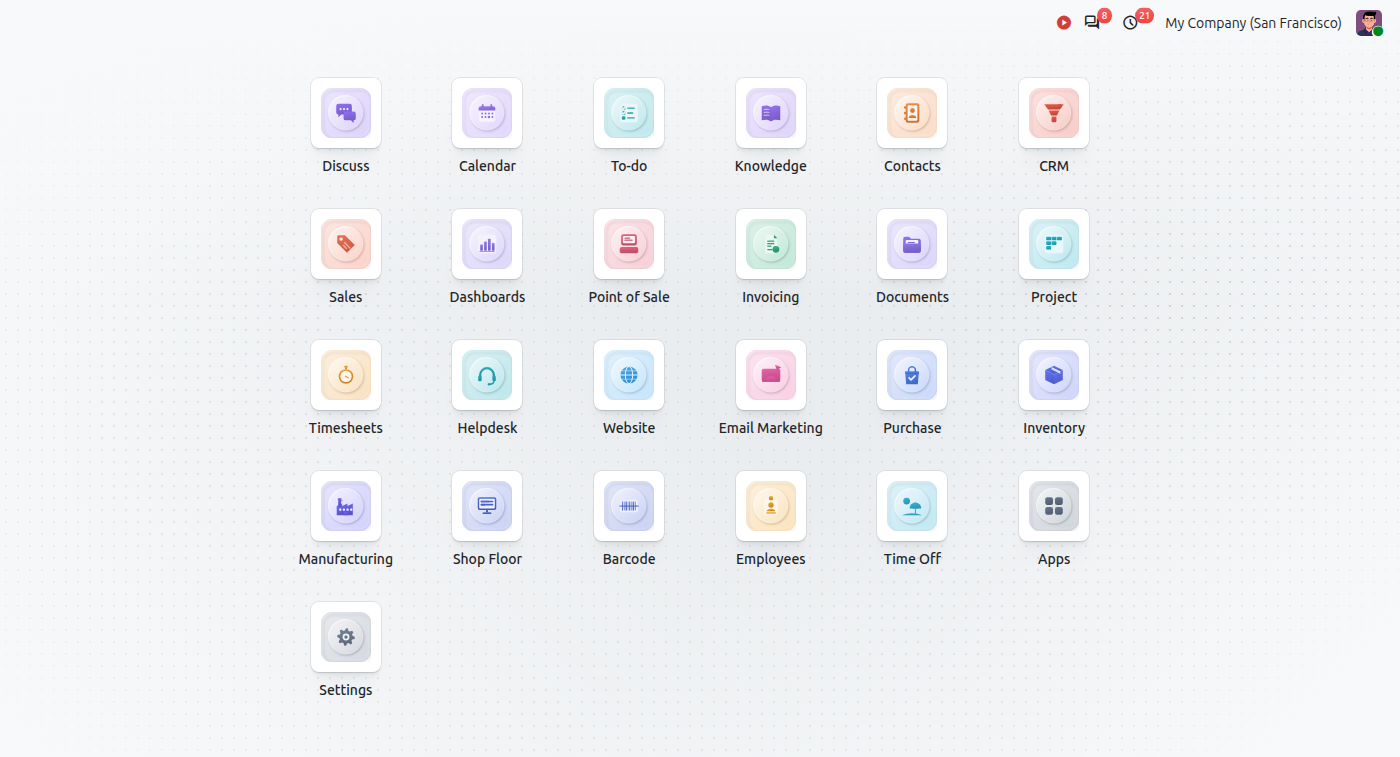 8
21
My Company (San Francisco)
Discuss
Calendar
To-do
Knowledge
Contacts
CRM
Sales
Dashboards
Point of Sale
Invoicing
Documents
Project
Timesheets
Helpdesk
Website
Email Marketing
Purchase
Inventory
Manufacturing
Shop Floor
Barcode
Employees
Time Off
Apps
Settings